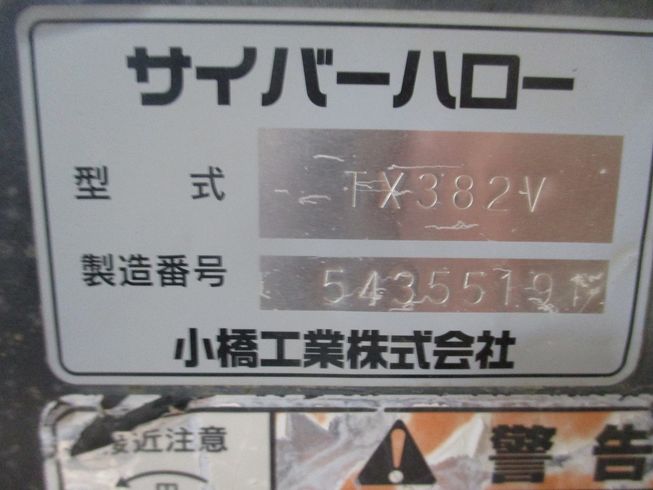 サイバーハロー
型 式 TX382V
製造番号 54355191
小橋工業株式会社
接近注意 警告